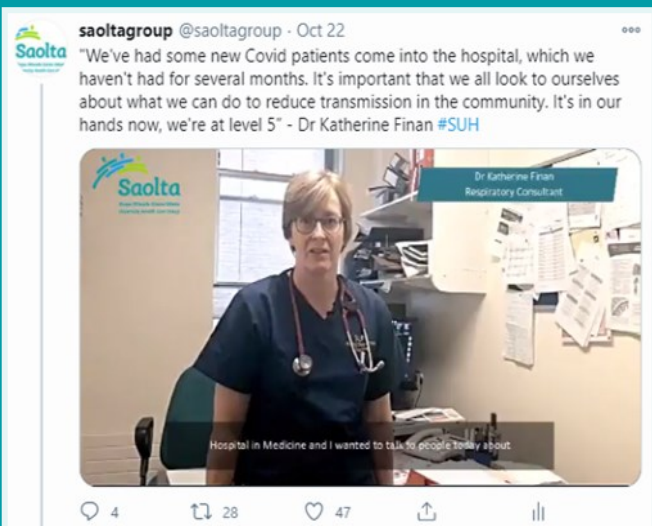 saoltagroup @saoltagroup · Oct 22
Saolta
"We've had some new Covid patients come into the hospital, which we
haven't had for several months. It's important that we all look to ourselves
about what we can do to reduce transmission in the community. It's in our
hands now, we're at level 5" - Dr Katherine Finan #SUH
Saolta
Dr Katherine Finan
Respiratory Consultant
Hospital in Medicine and I wanted to talk to people today about
4 28 47